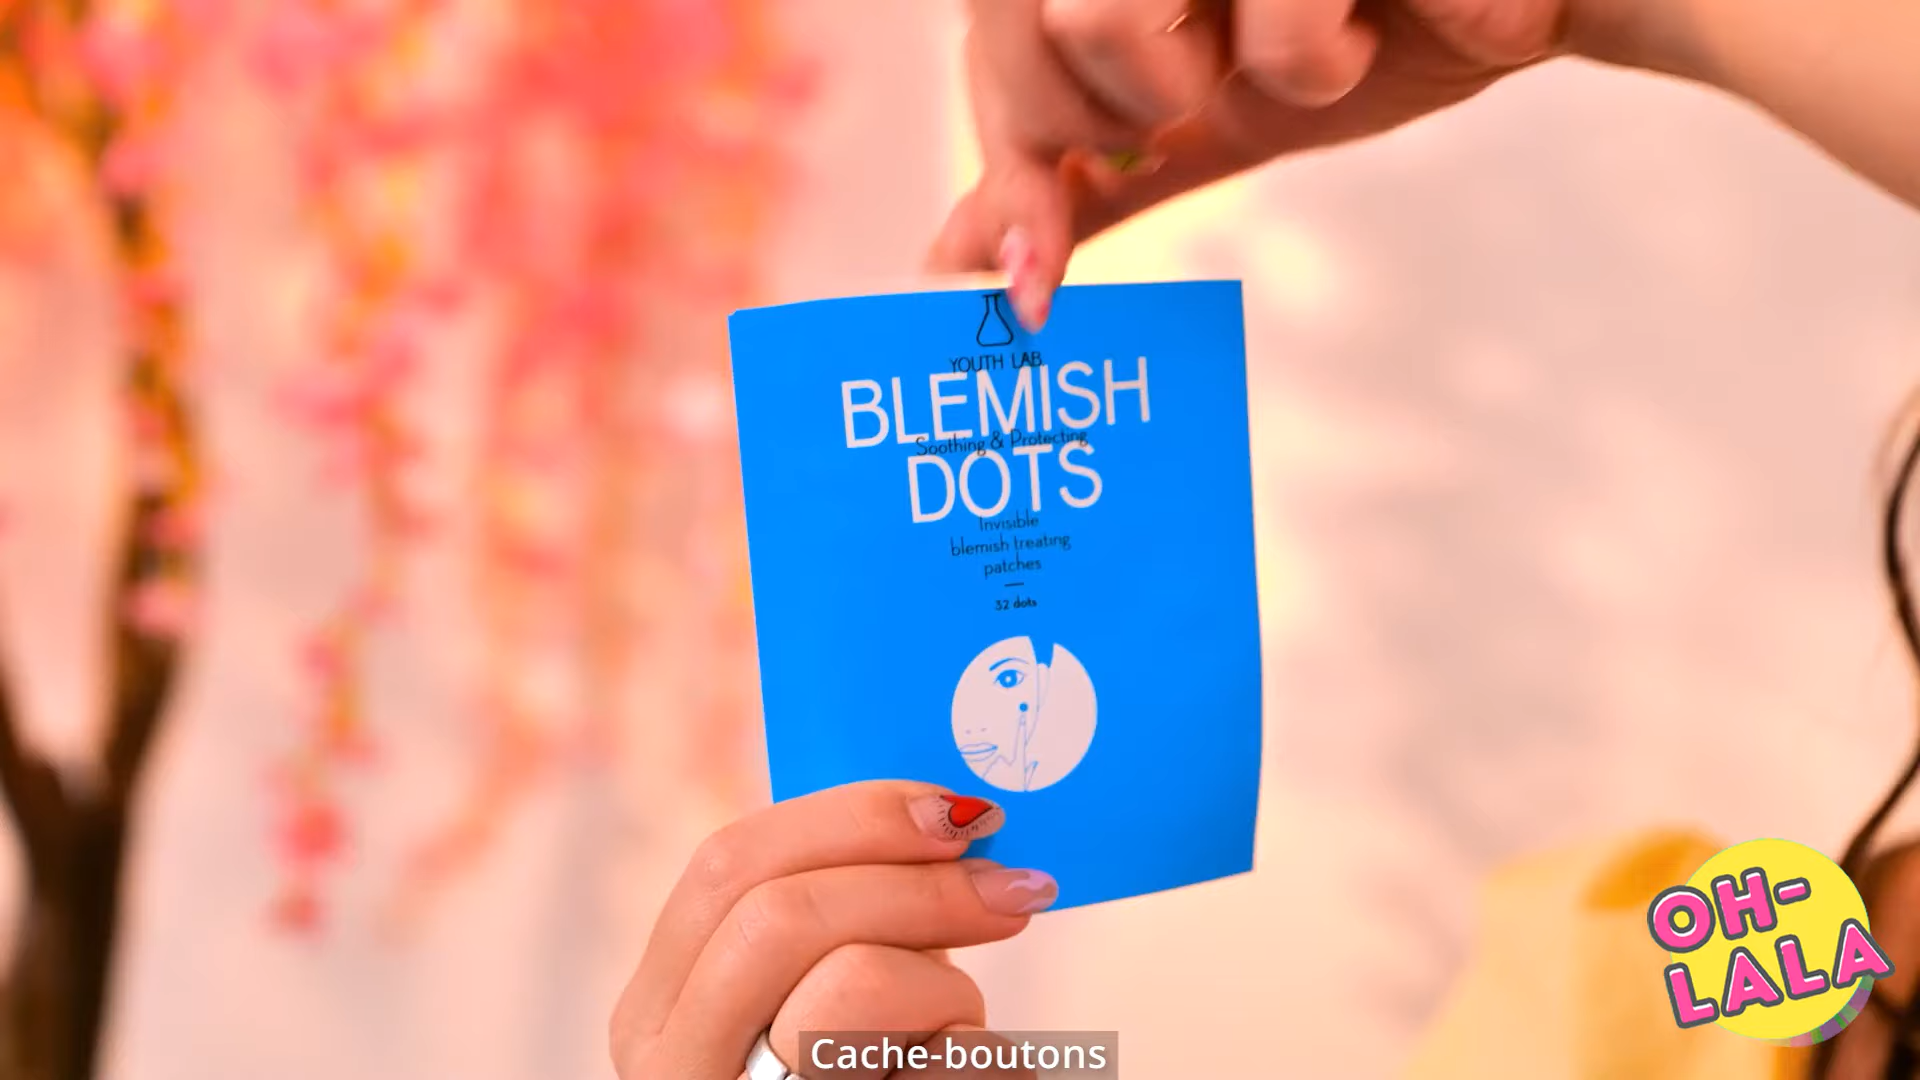 YOUTH LAB.
BLEMISH
Soothing & Protecting
DOTS
Invisible
blemish treating
patches
32 dots
OH-
LALA
Cache-boutons